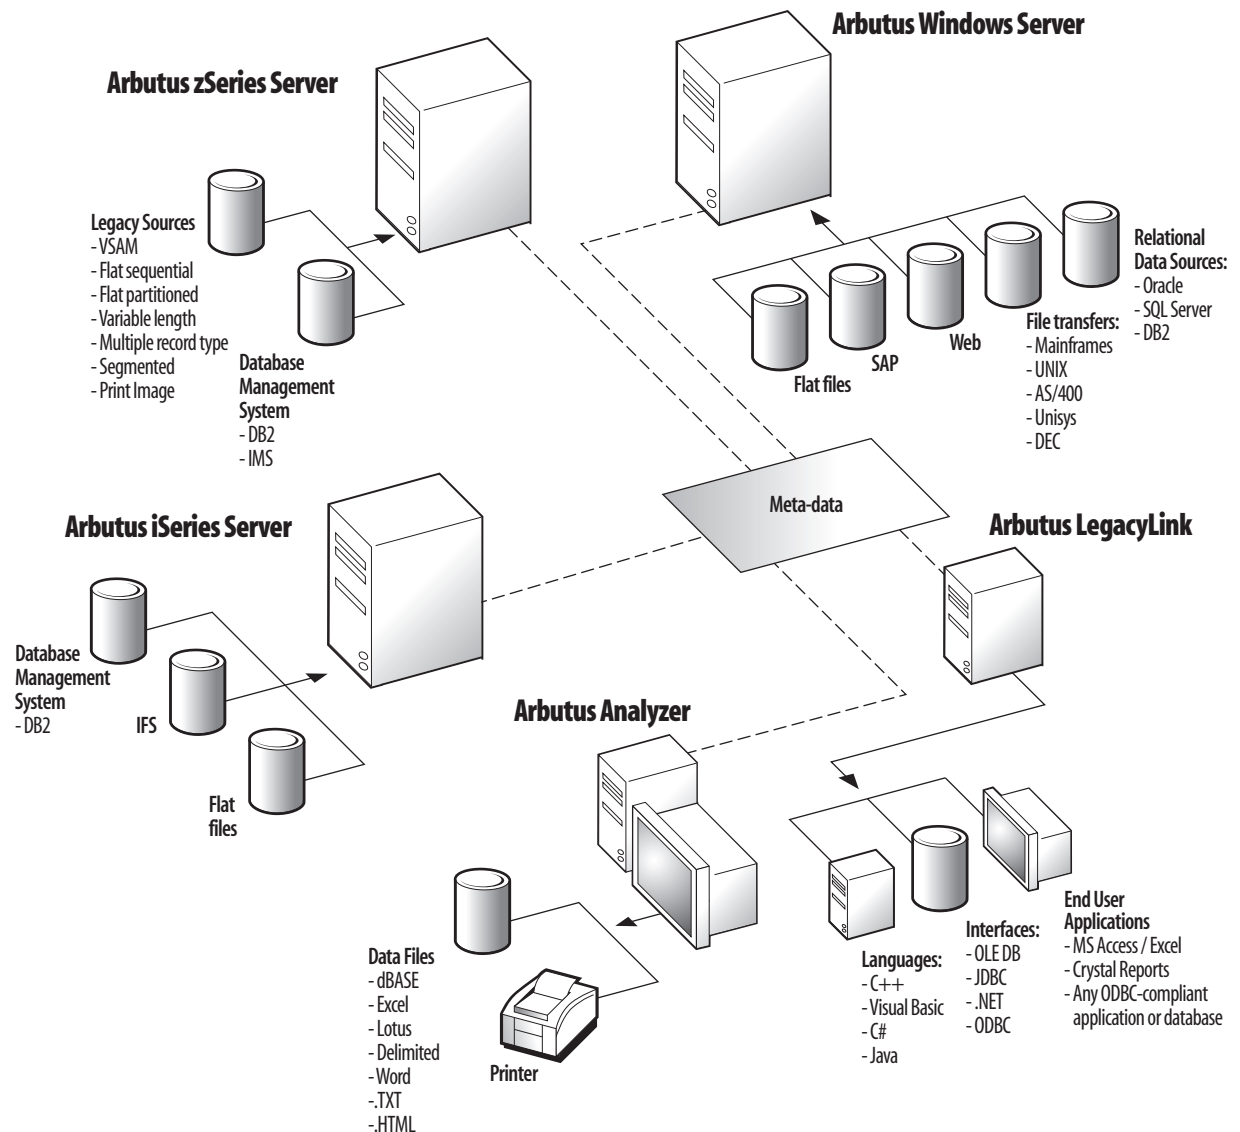 Arbutus Windows Server
Arbutus zSeries Server
Legacy Sources
- VSAM
- Flat sequential
- Flat partitioned
- Variable length
- Multiple record type
- Segmented
- Print Image
Database
Management
System
- DB2
- IMS
Flat files
SAP
Web
File transfers:
- Mainframes
- UNIX
- AS/400
- Unisys
- DEC
Relational
Data Sources:
- Oracle
- SQL Server
- DB2
Meta-data
Arbutus iSeries Server
Database
Management
System
- DB2
IFS
Flat
files
Arbutus LegacyLink
Arbutus Analyzer
Data Files
- dBASE
- Excel
- Lotus
- Delimited
- Word
-.TXT
-.HTML
Printer
Languages:
- C++
- Visual Basic
- C#
- Java
Interfaces:
- OLE DB
- JDBC
- .NET
- ODBC
End User
Applications
- MS Access / Excel
- Crystal Reports
- Any ODBC-compliant
application or database